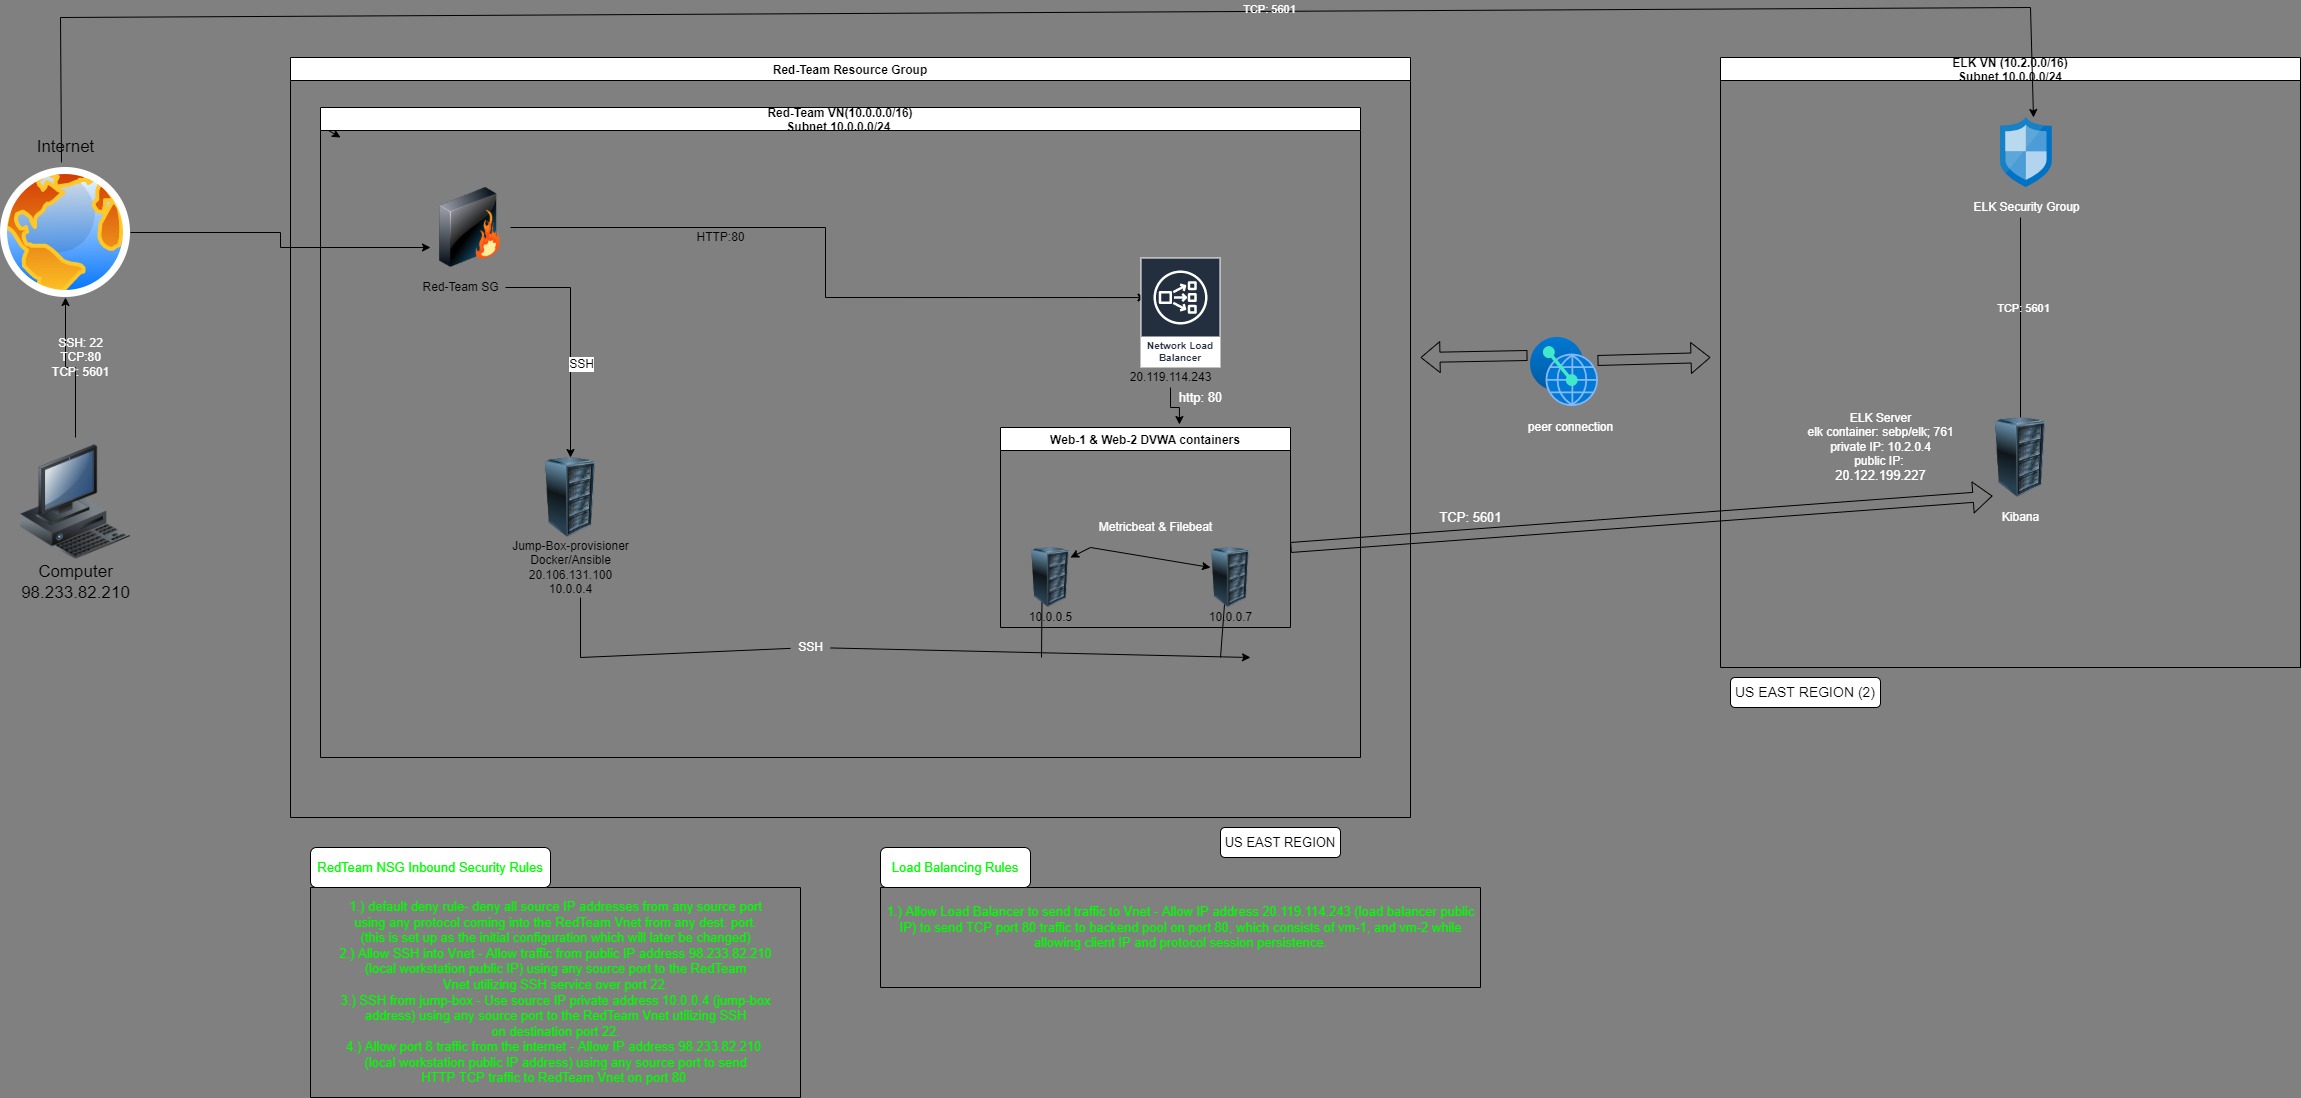 TCP: 5601
Red-Team Resource Group
ELK VN (10.2.0.0/16)
Subnet 10.0.0.0/24
Red-Team VN(10.0.0.0/16)
Subnet 10.0.0.0/24
Internet
ELK Security Group
HTTP:80
Red-Team SG
TCP: 5601
SSH: 22
TCP:80
TCP: 5601
SSH
Network Load
Balancer
20.119.114.243
http: 80
peer connection
ELK Server
elk container: sebp/elk; 761
private IP: 10.2.0.4
public IP:
20.122.199.227
Web-1 & Web-2 DVWA containers
TCP: 5601
Kibana
Metricbeat & Filebeat
Jump-Box-provisioner
Docker/Ansible
20.106.131.100
10.0.0.4
Computer
98.233.82.210
10.0.0.5
10.0.0.7
SSH
US EAST REGION (2)
US EAST REGION
RedTeam NSG Inbound Security Rules
1.) default deny rule- deny all source IP addresses from any source port
using any protocol coming into the RedTeam Vnet from any dest. port.
(this is set up as the initial configuration which will later be changed)
2.) Allow SSH into Vnet - Allow traffic from public IP address 98.233.82.210
(local workstation public IP) using any source port to the RedTeam
Vnet utilizing SSH service over port 22.
3.) SSH from jump-box - Use source IP private address 10.0.0.4 (jump-box
address) using any source port to the RedTeam Vnet utilizing SSH
on destination port 22.
4.) Allow port 8 traffic from the internet - Allow IP address 98.233.82.210
(local workstation public IP address) using any source port to send
HTTP TCP traffic to RedTeam Vnet on port 80
Load Balancing Rules
1.) Allow Load Balancer to send traffic to Vnet - Allow IP address 20.119.114.243 (load balancer public
IP) to send TCP port 80 traffic to backend pool on port 80, which consists of vm-1, and vm-2 while
allowing client IP and protocol session persistence.